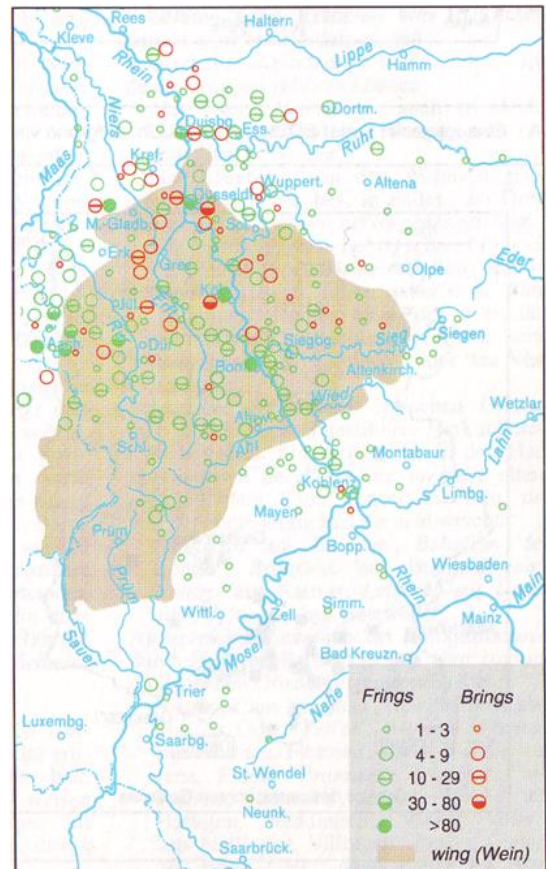 Rees
Kleve
Haltern
Rhein
Lippe
Hamm
Niers
Maas
Duisbg.
Ess.
Dortm.
Ruhr
Kref.
Wuppert.
Altena
Düsseldf.
M.-Gladb.
Sol.
Erk.
Grev.
Eder
Olpe
Köln
Jül.
Erft
Siegen
Aach.
Dür.
Siegbg.
Sieg
Bonn
Altenkirch.
Wied
Wetzlar
Ahrw.
Ahr
Lahn
Schl.
Montabaur
Koblenz
Limbg.
Mayen
Prüm
Bopp.
Wiesbaden
Prüm
Rhein
Main
Wittl.
Zell
Simm.
Mainz
Sauer
Mosel
Bad Kreuzn.
Trier
Nahe
Luxembg.
Saarbg.
St. Wendel
Neunk.
Saarbrück.
Frings Brings
1 - 3
4 - 9
10 - 29
30 - 80
>80
wing (Wein)